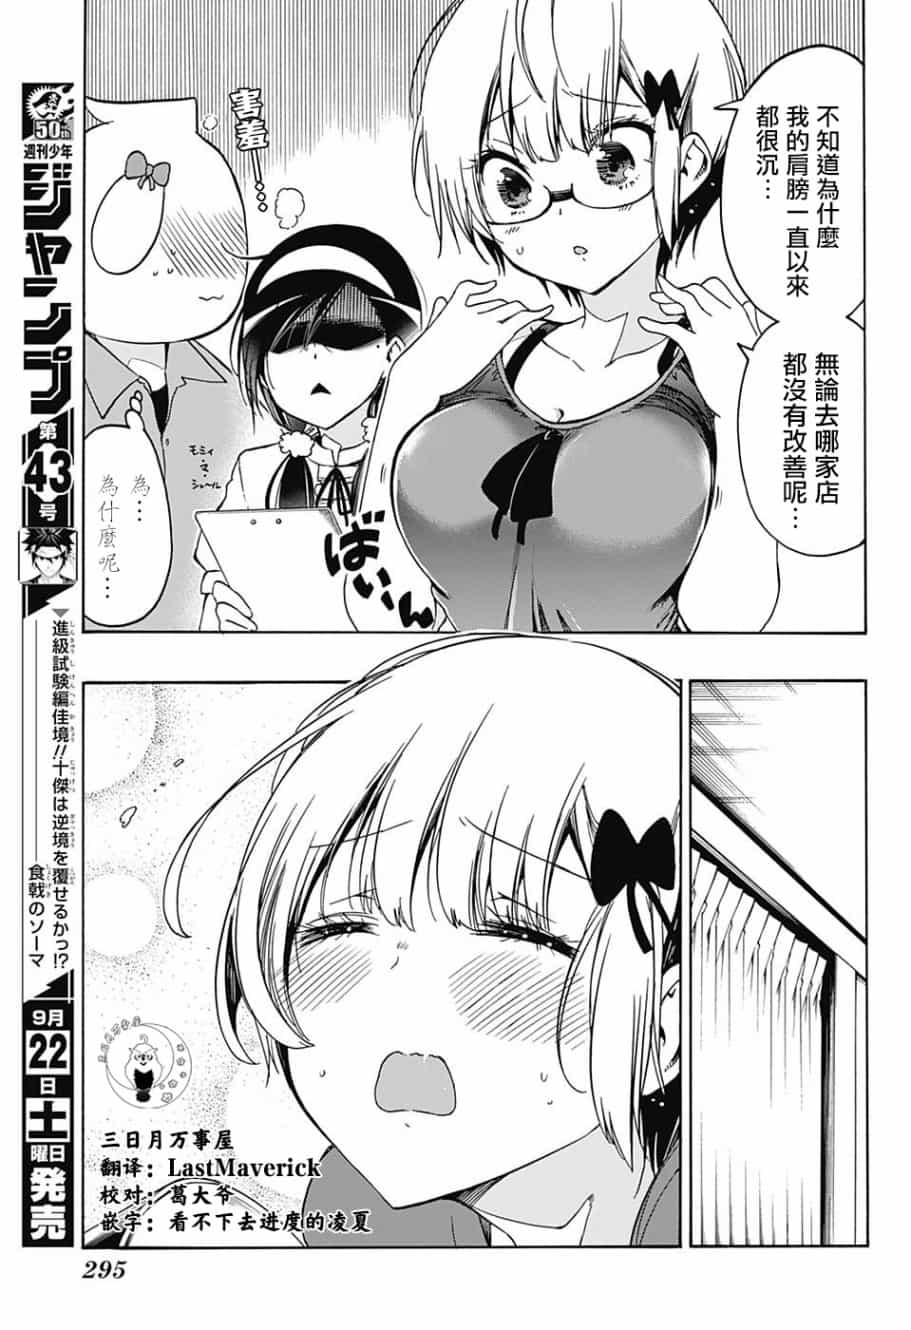 不知道為什麼
我的肩膀一直以來
都很沉…
無論去哪家店
都沒有改善呢…
害羞——…
モミィ
マ
シュール
ばいん
為…
為什麼呢…
50th
週刊少年
ジャンプ
第
43
号
進級試験編佳境!!十傑は逆境を覆せるかっ!?
食戟のソーマ
9月
22
日
土
曜日
発売
三日月万事屋
翻译：LastMaverick
校对：葛大爷
嵌字：看不下去进度的凌夏
295